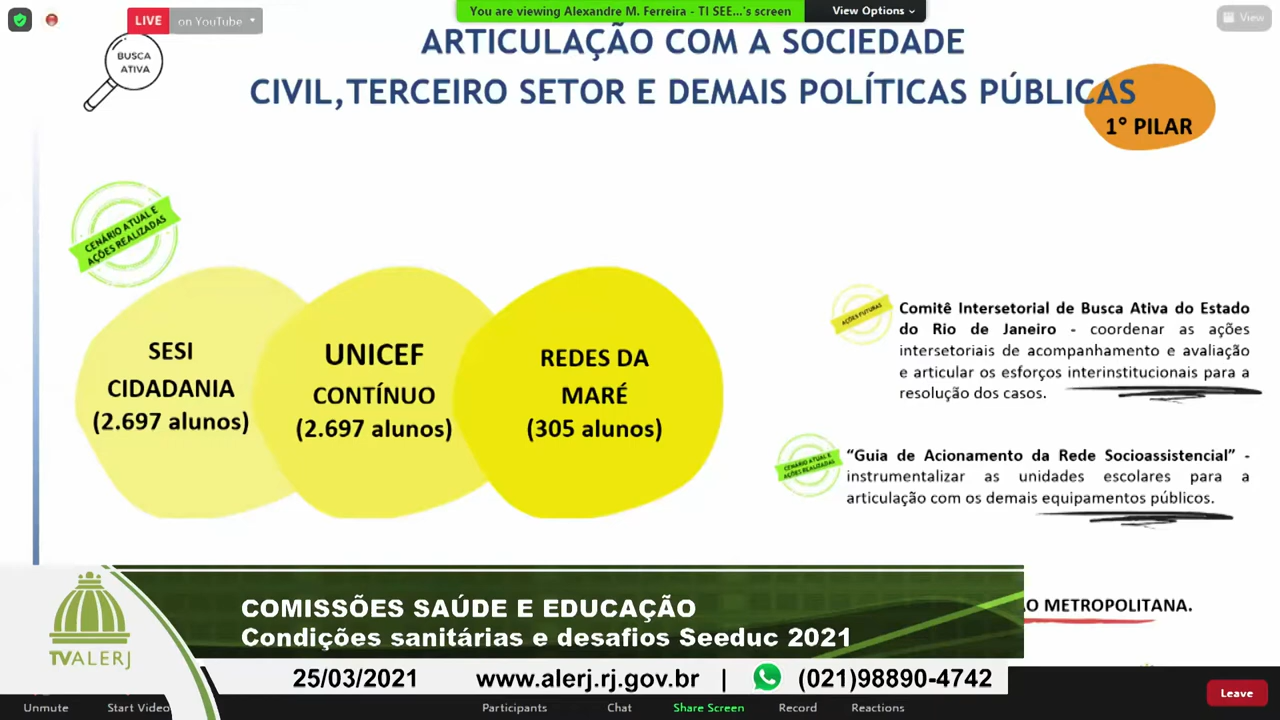 You are viewing Alexandre M. Ferreira - TI SEE...'s screen
View Options
LIVE on YouTube
View
BUSCA
ATIVA
ARTICULAÇÃO COM A SOCIEDADE
CIVIL,TERCEIRO SETOR E DEMAIS POLÍTICAS PÚBLICAS
1° PILAR
CENÁRIO ATUAL E
AÇÕES REALIZADAS
SESI
CIDADANIA
(2.697 alunos)
UNICEF
CONTÍNUO
(2.697 alunos)
REDES DA
MARÉ
(305 alunos)
AÇÕES FUTURAS
Comitê Intersetorial de Busca Ativa do Estado
do Rio de Janeiro - coordenar as ações
intersetoriais de acompanhamento e avaliação
e articular os esforços interinstitucionais para a
resolução dos casos.
CENÁRIO ATUAL E
AÇÕES REALIZADAS
“Guia de Acionamento da Rede Socioassistencial” -
instrumentalizar as unidades escolares para a
articulação com os demais equipamentos públicos.
ÃO METROPOLITANA.
COMISSÕES SAÚDE E EDUCAÇÃO
Condições sanitárias e desafios Seeduc 2021
TVALERJ
25/03/2021 www.alerj.rj.gov.br | (021)98890-4742
Unmute Start Video Participants Chat Share Screen Record Reactions Leave